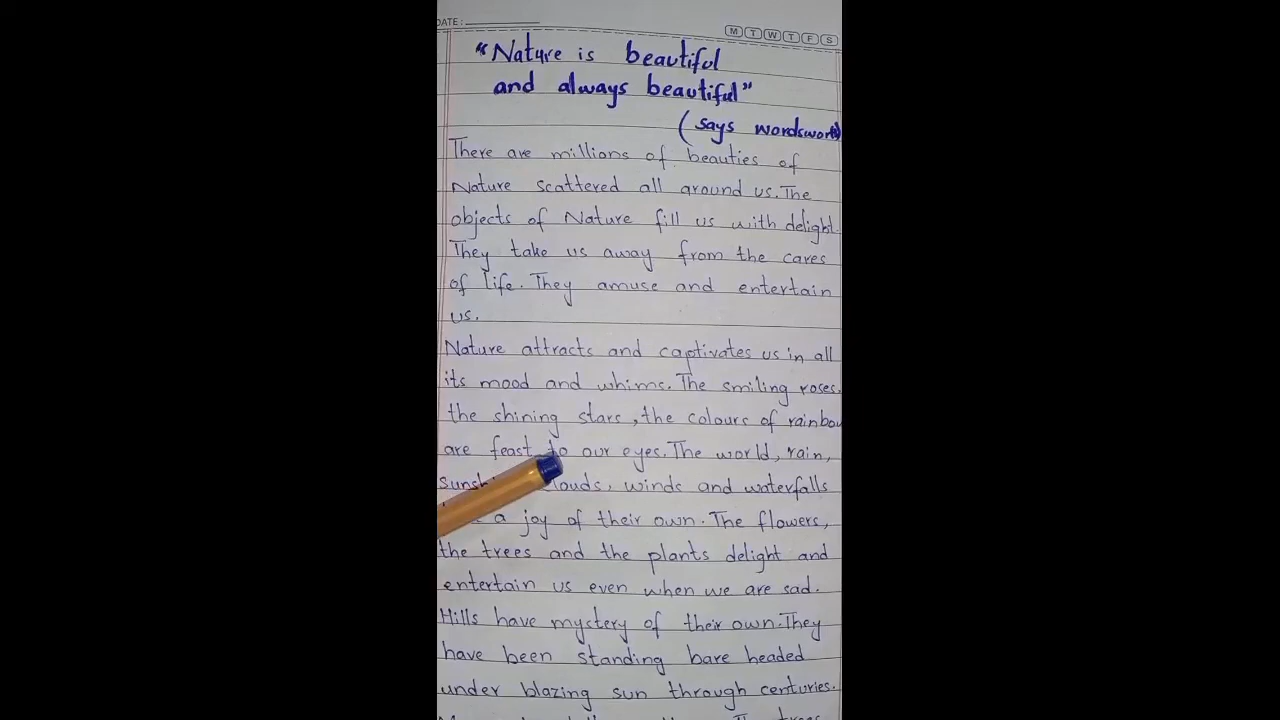 DATE:
M T W T F S
"Nature is beautiful
and always beautiful"
(says wordsworth
There are millions of beauties of
Nature scattered all around us. The
objects of Nature fill us with delight.
They take us away from the cares
of life. They amuse and entertain
us.
Nature attracts and captivates us in all
its mood and whims. The smiling roses,
the shining stars, the colours of rainbow
are feast to our eyes. The world, rain,
winds and waterfalls
a joy of their own. The flowers,
the trees and the plants delight and
entertain us even when we are sad.
Hills have mystery of their own. They
have been standing bare headed
under blazing sun through centuries.